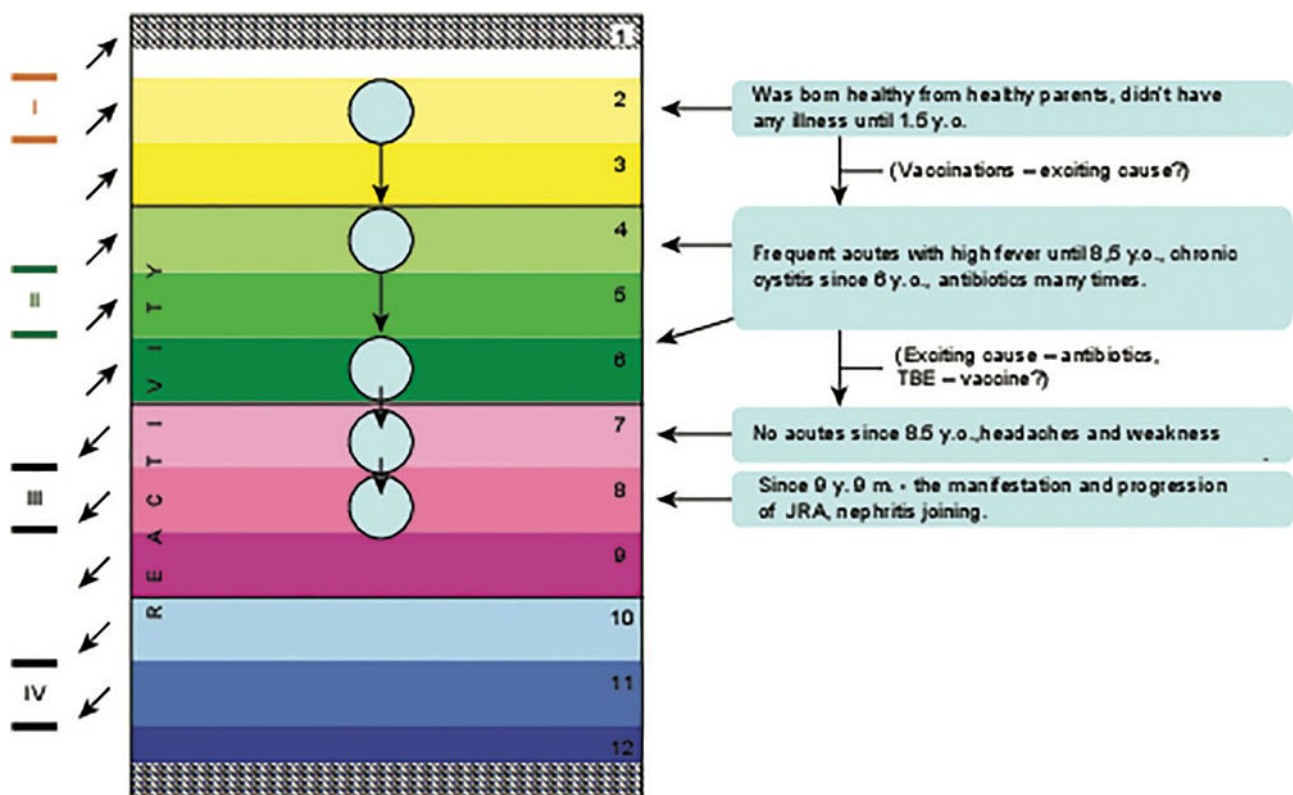 1
2
3
4
5
6
7
8
9
10
11
12
I
II
III
IV
REACTIVITY
Was born healthy from healthy parents, didn't have
any illness until 1.5 y.o.
(Vaccinations – exciting cause?)
Frequent acutes with high fever until 8,5 y.o., chronic
cystitis since 6 y.o., antibiotics many times.
(Exciting cause – antibiotics,
TBE – vaccine?)
No acutes since 8.5 y.o.,headaches and weakness
Since 9 y. 9 m. - the manifestation and progression
of JRA, nephritis joining.